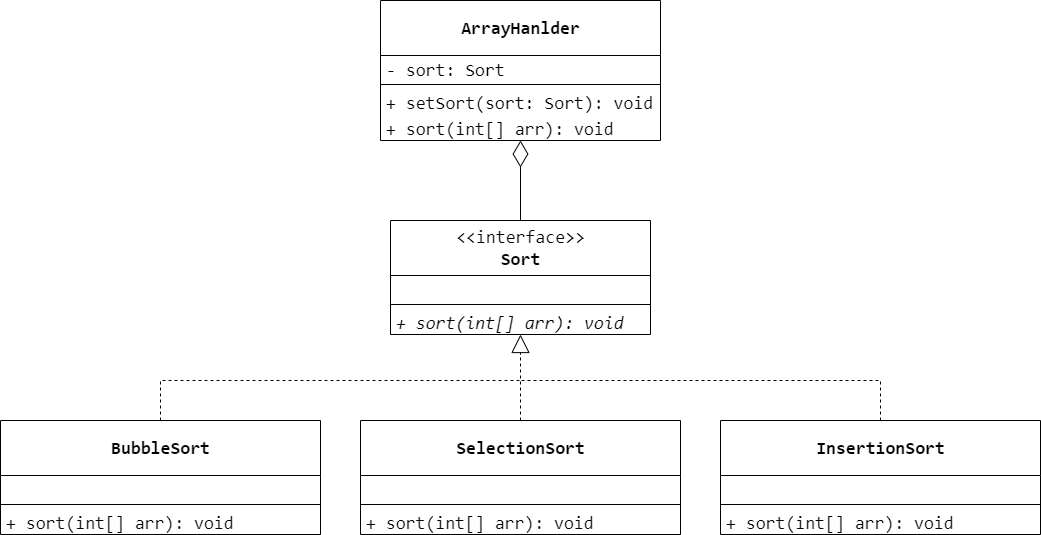 ArrayHanlder
- sort: Sort
+ setSort(sort: Sort): void
+ sort(int[] arr): void
<<interface>>
Sort
+ sort(int[] arr): void
BubbleSort
SelectionSort
InsertionSort
+ sort(int[] arr): void
+ sort(int[] arr): void
+ sort(int[] arr): void